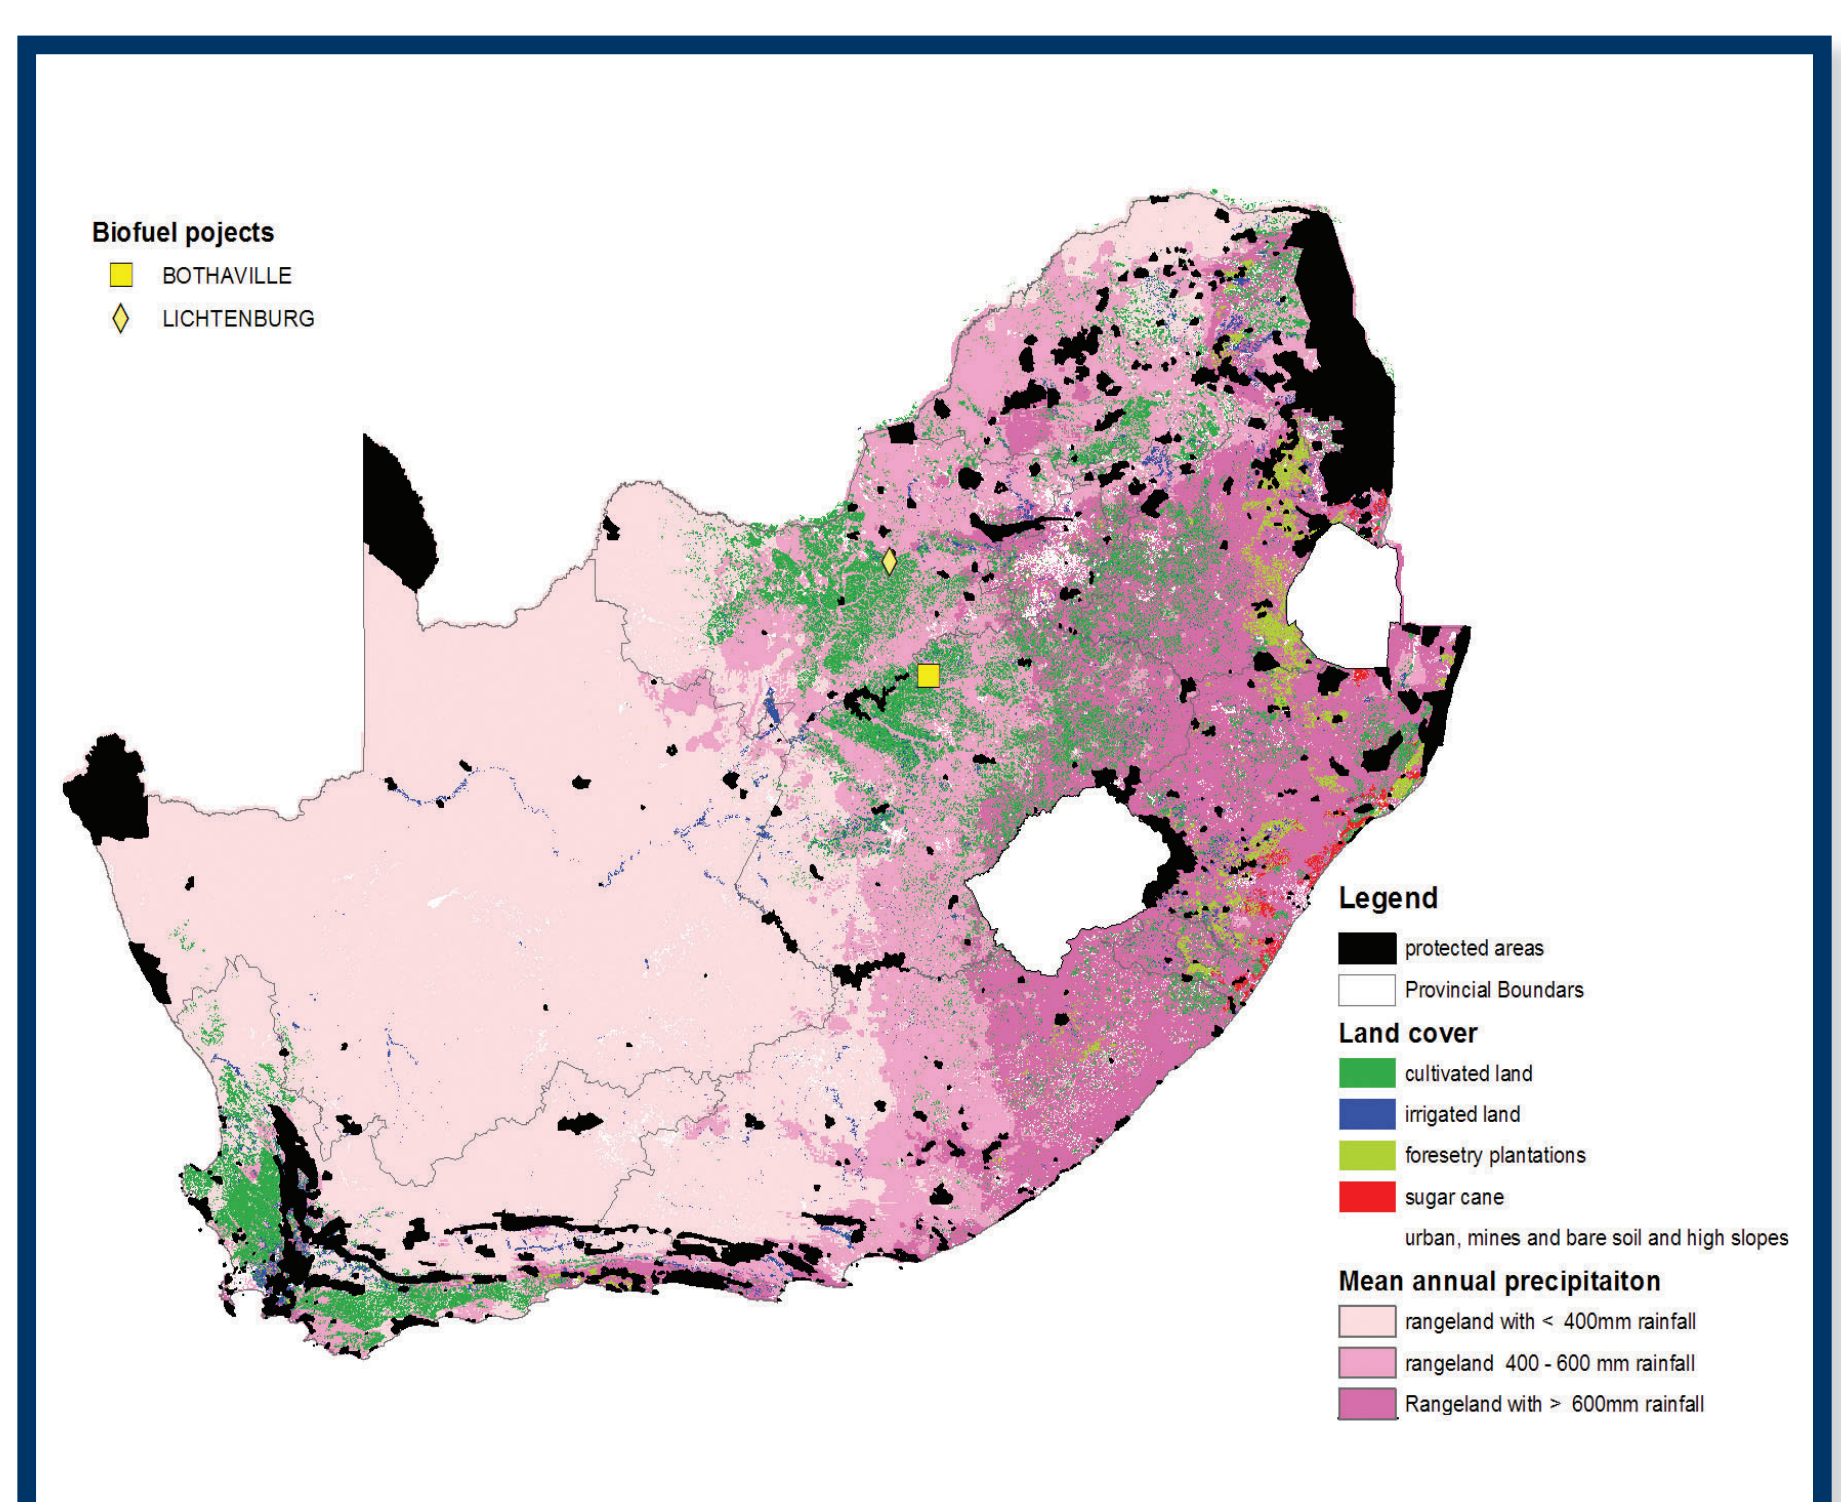 Biofuel pojects
BOTHAVILLE
LICHTENBURG
Legend
protected areas
Provincial Boundars
Land cover
cultivated land
irrigated land
foresetry plantations
sugar cane
urban, mines and bare soil and high slopes
Mean annual precipitaiton
rangeland with < 400mm rainfall
rangeland 400 - 600 mm rainfall
Rangeland with > 600mm rainfall